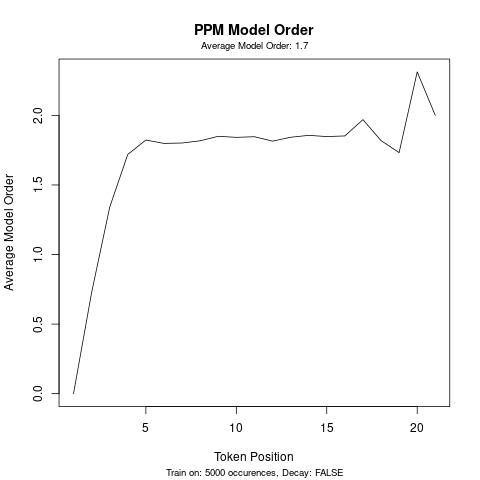 PPM Model Order
Average Model Order: 1.7
Average Model Order
2.0
1.5
1.0
0.5
0.0
5 10 15 20
Token Position
Train on: 5000 occurences, Decay: FALSE